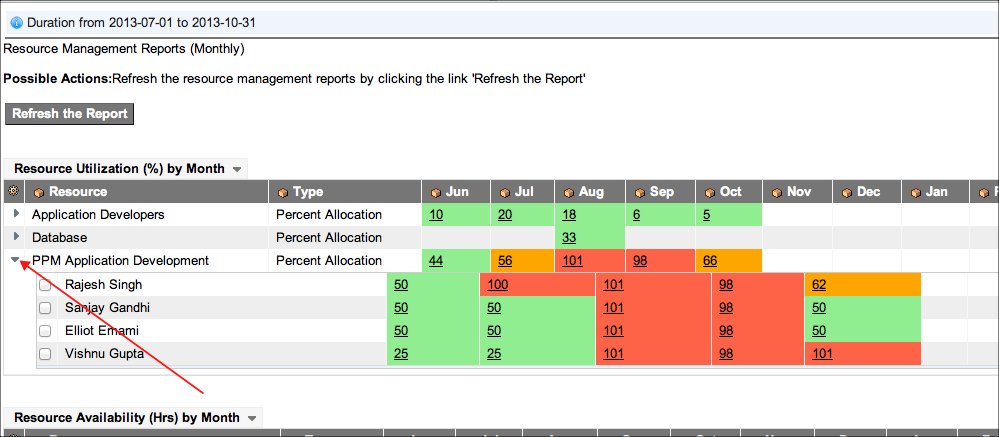 Duration from 2013-07-01 to 2013-10-31
Resource Management Reports (Monthly)
Possible Actions:Refresh the resource management reports by clicking the link 'Refresh the Report'
Refresh the Report
Resource Utilization (%) by Month
Resource Type Jun Jul Aug Sep Oct Nov Dec Jan
Application Developers Percent Allocation 10 20 18 6 5
Database Percent Allocation 33
PPM Application Development Percent Allocation 44 56 101 98 66
Rajesh Singh 50 100 101 98 62
Sanjay Gandhi 50 50 101 98 50
Elliot Emami 50 50 101 98 50
Vishnu Gupta 25 25 101 98 101
Resource Availability (Hrs) by Month